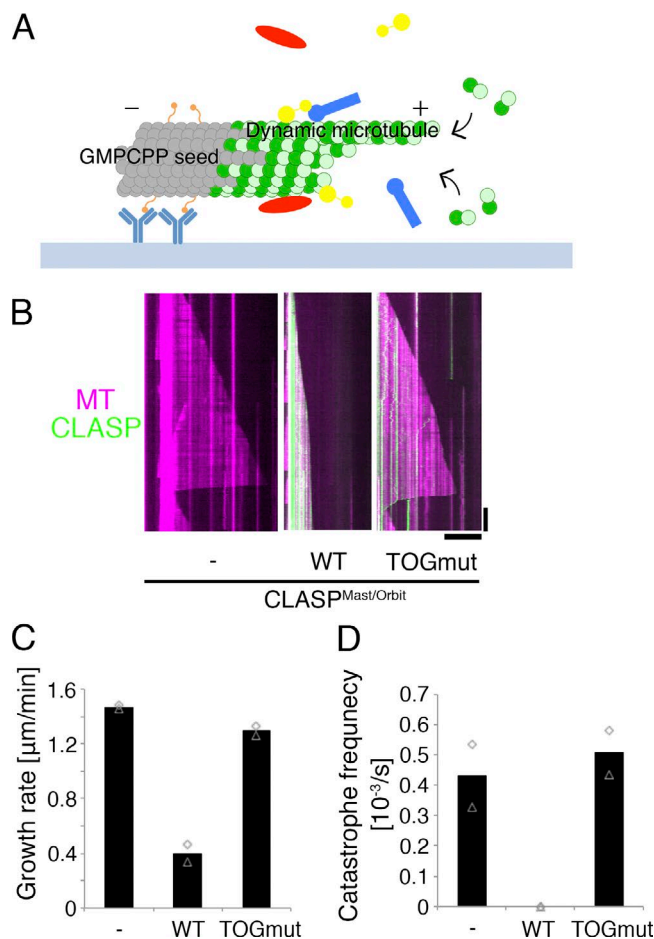 A
−
+
Dynamic microtubule
GMPCPP seed
B
MT
CLASP
- WT TOGmut
CLASP^Mast/Orbit
C
Growth rate [μm/min]
1.6
1.2
0.8
0.4
0
- WT TOGmut
D
Catastrophe frequnecy
[10⁻³/s]
0.7
0.6
0.5
0.4
0.3
0.2
0.1
0
- WT TOGmut